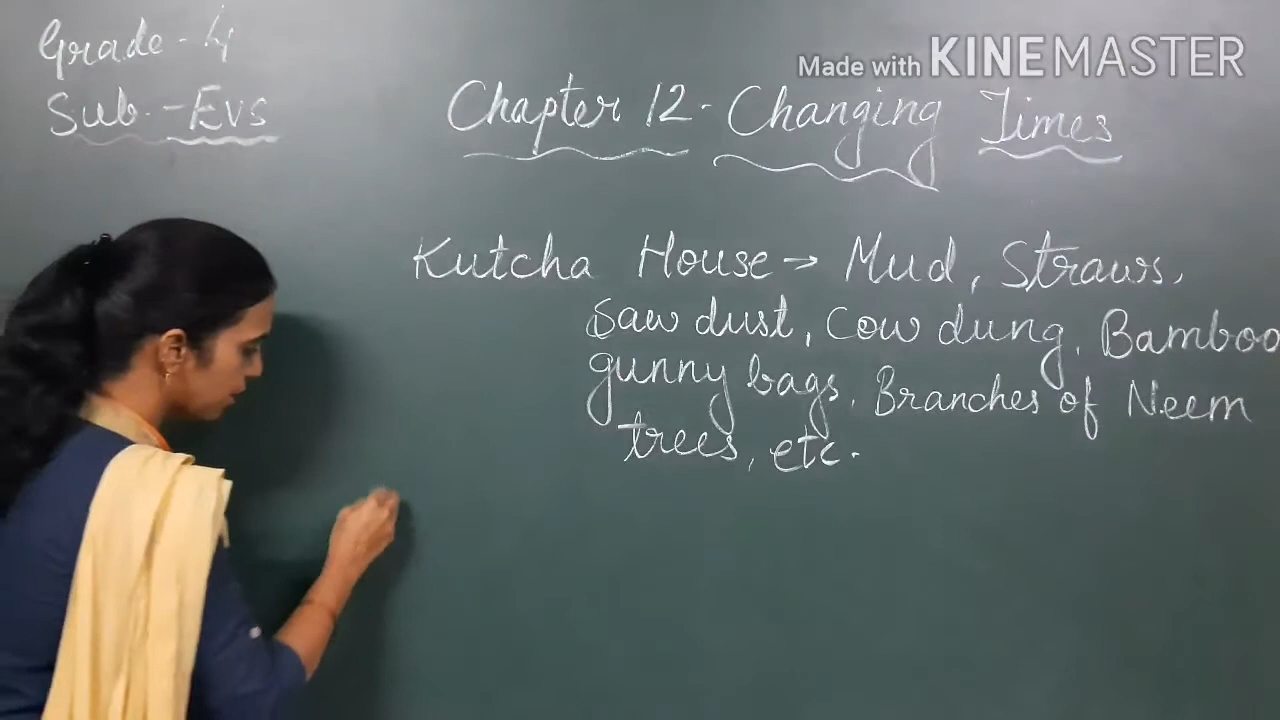 Grade - 4
Made with KINEMASTER
Sub. - Evs
Chapter 12 - Changing Times
Kutcha House → Mud, Straws,
Saw dust, Cow dung, Bamboo
gunny bags, Branches of Neem
trees, etc.